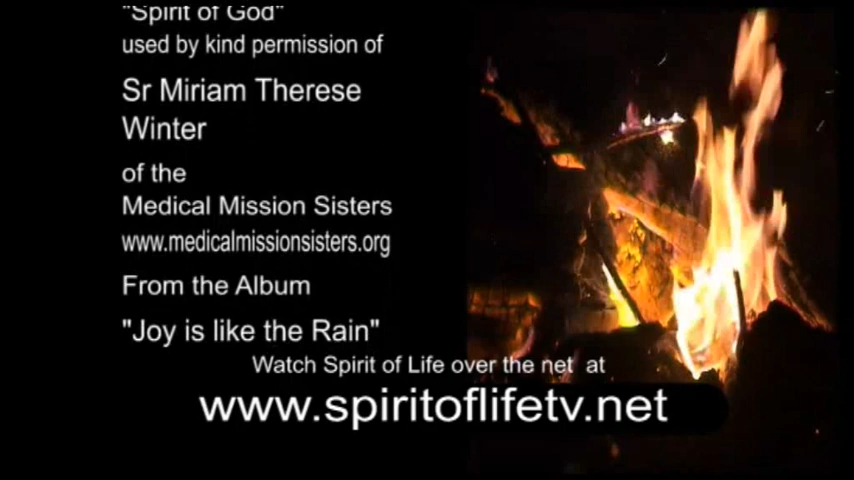 "Spirit of God"
used by kind permission of
Sr Miriam Therese
Winter
of the
Medical Mission Sisters
www.medicalmissionsisters.org
From the Album
"Joy is like the Rain"
Watch Spirit of Life over the net at
www.spiritoflifetv.net